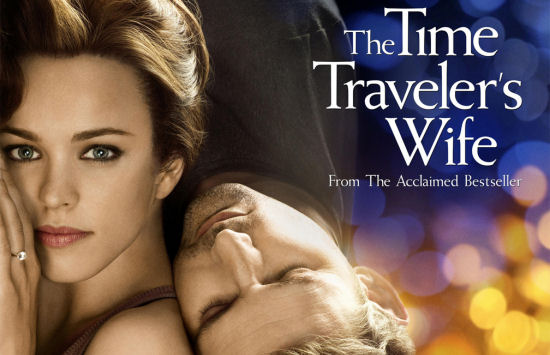 The Time
Traveler's
Wife
From The Acclaimed Bestseller